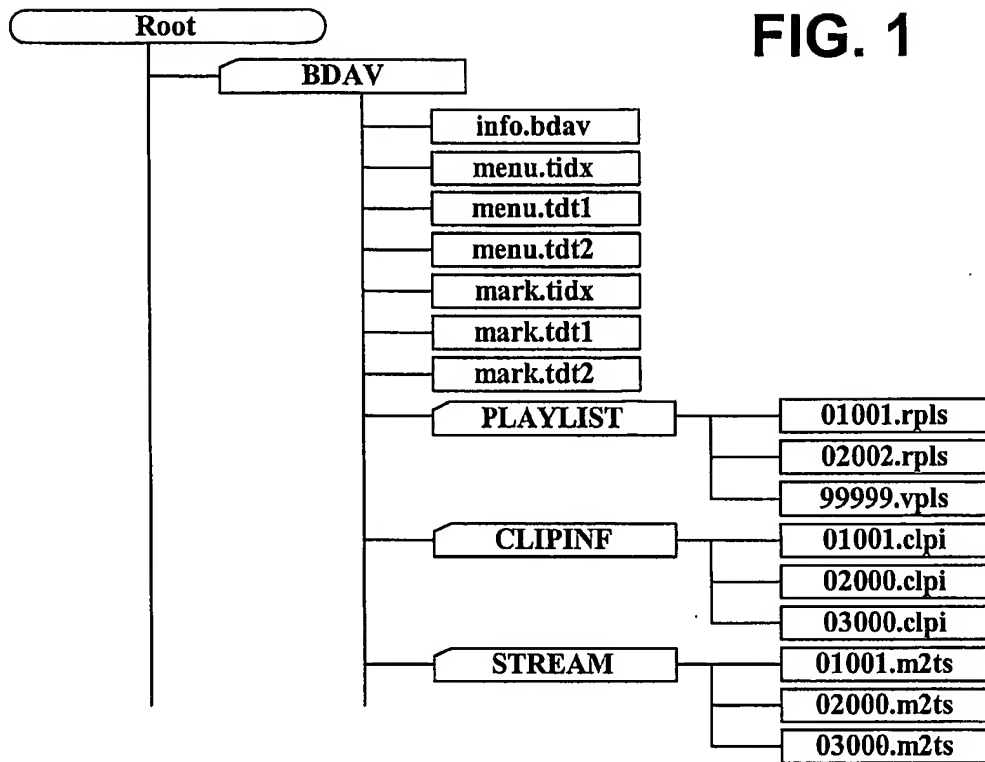 Root
FIG. 1
BDAV
info.bdav
menu.tidx
menu.tdt1
menu.tdt2
mark.tidx
mark.tdt1
mark.tdt2
PLAYLIST
01001.rpls
02002.rpls
99999.vpls
CLIPINF
01001.clpi
02000.clpi
03000.clpi
STREAM
01001.m2ts
02000.m2ts
03000.m2ts